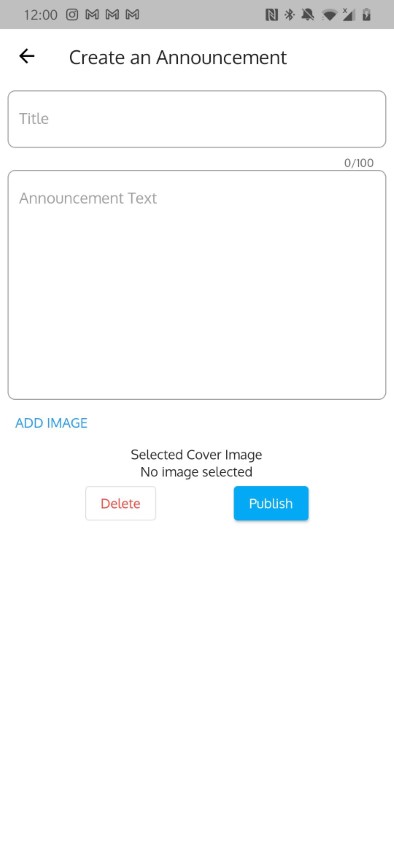 12:00
Create an Announcement
Title
0/100
Announcement Text
ADD IMAGE
Selected Cover Image
No image selected
Delete
Publish